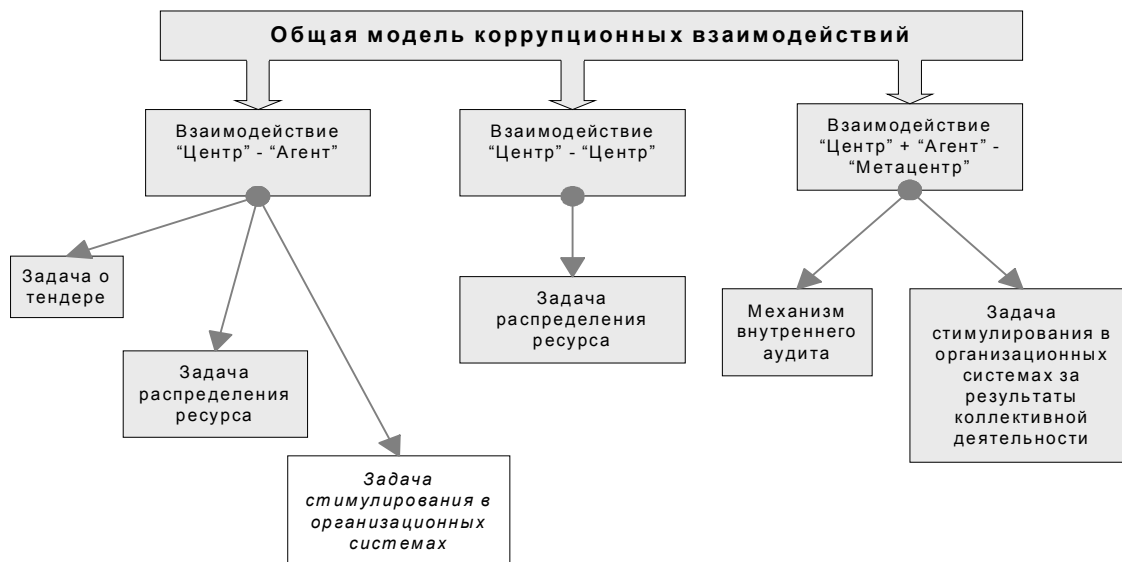 Общая модель коррупционных взаимодействий
Взаимодействие
“Центр” - “Агент”
Взаимодействие
“Центр” - “Центр”
Взаимодействие
“Центр” + “Агент” -
“Метацентр”
Задача о
тендере
Задача
распределения
ресурса
Задача
стимулирования в
организационных
системах
Задача
распределения
ресурса
Механизм
внутреннего
аудита
Задача
стимулирования в
организационных
системах за
результаты
коллективной
деятельности